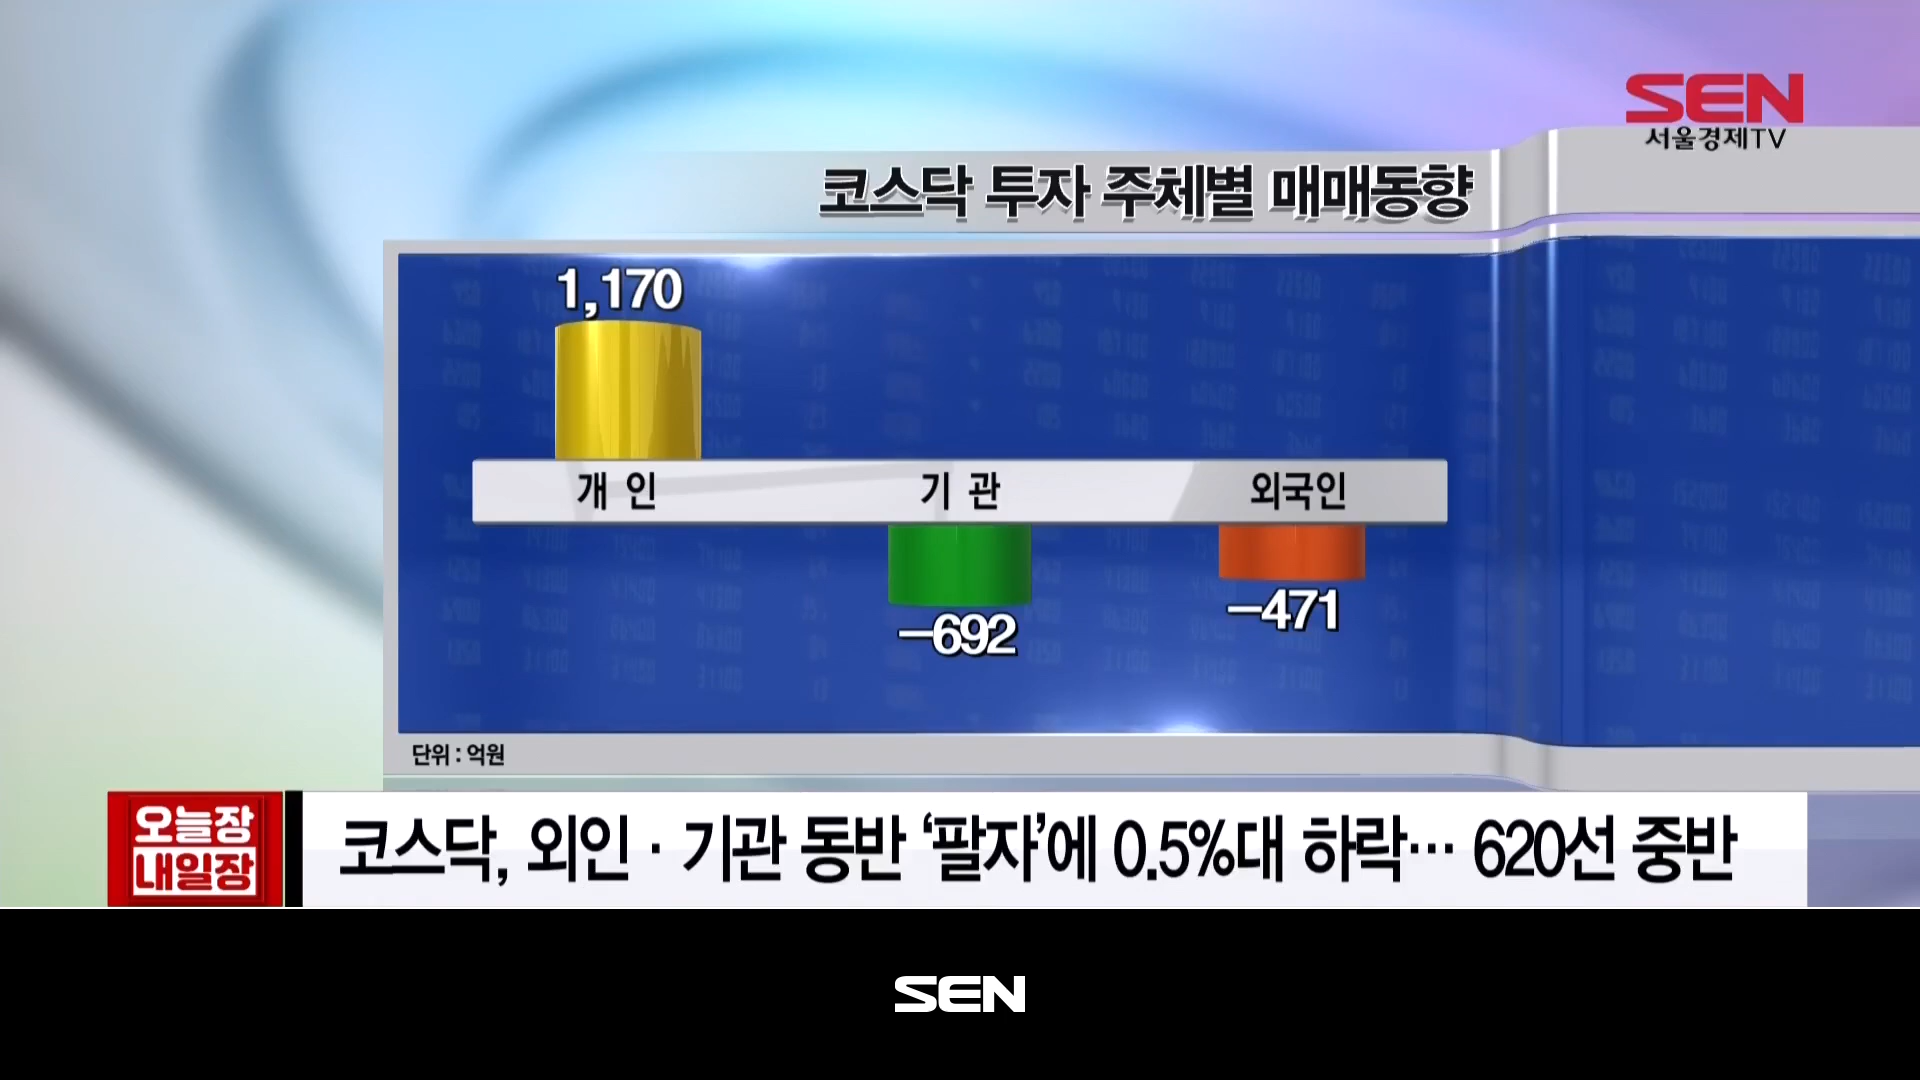 SEN
서울경제TV
코스닥 투자 주체별 매매동향
1,170
개 인
기 관
외국인
-692
-471
단위 : 억원
오늘장
내일장
코스닥, 외인 · 기관 동반 ‘팔자’에 0.5%대 하락… 620선 중반
SEN